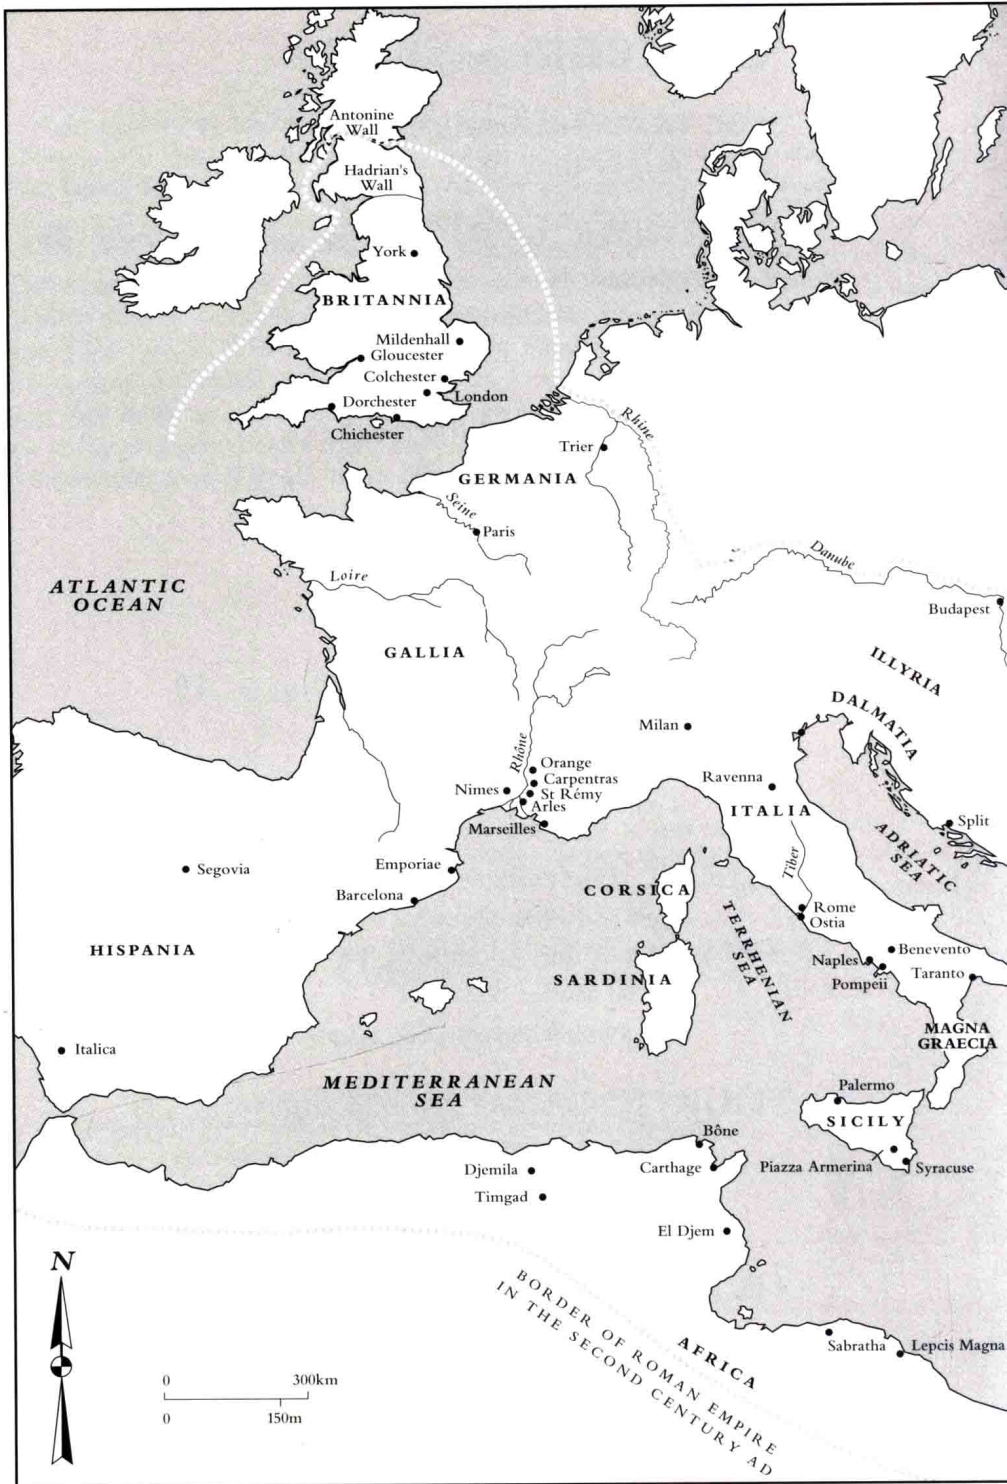 Antonine
Wall
Hadrian's
Wall
York
BRITANNIA
Mildenhall
Gloucester
Colchester
London
Dorchester
Chichester
Rhine
Trier
GERMANIA
Seine
Paris
Danube
Loire
ATLANTIC
OCEAN
Budapest
GALLIA
ILLYRIA
DALMATIA
Milan
Rhône
Orange
Carpentras
St Rémy
Arles
Nimes
Marseilles
Ravenna
ITALIA
Split
ADRIATIC
SEA
Tiber
Segovia
Emporiae
Barcelona
CORSICA
Rome
Ostia
TERRHENIAN
SEA
HISPANIA
SARDINIA
Benevento
Naples
Pompeii
Taranto
MAGNA
GRAECIA
Italica
MEDITERRANEAN
SEA
Palermo
SICILY
Bône
Carthage
Piazza Armerina
Syracuse
Djemila
Timgad
El Djem
N
BORDER OF ROMAN EMPIRE
IN THE SECOND CENTURY AD
AFRICA
Sabratha
Lepcis Magna
0 300km
0 150m